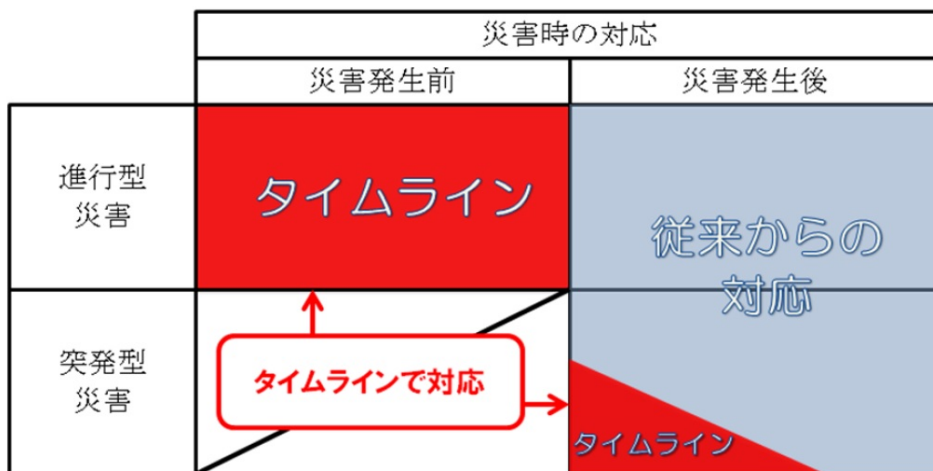 災害時の対応
災害発生前
災害発生後
進行型
災害
タイムライン
従来からの
対応
突発型
災害
タイムラインで対応
タイムライン